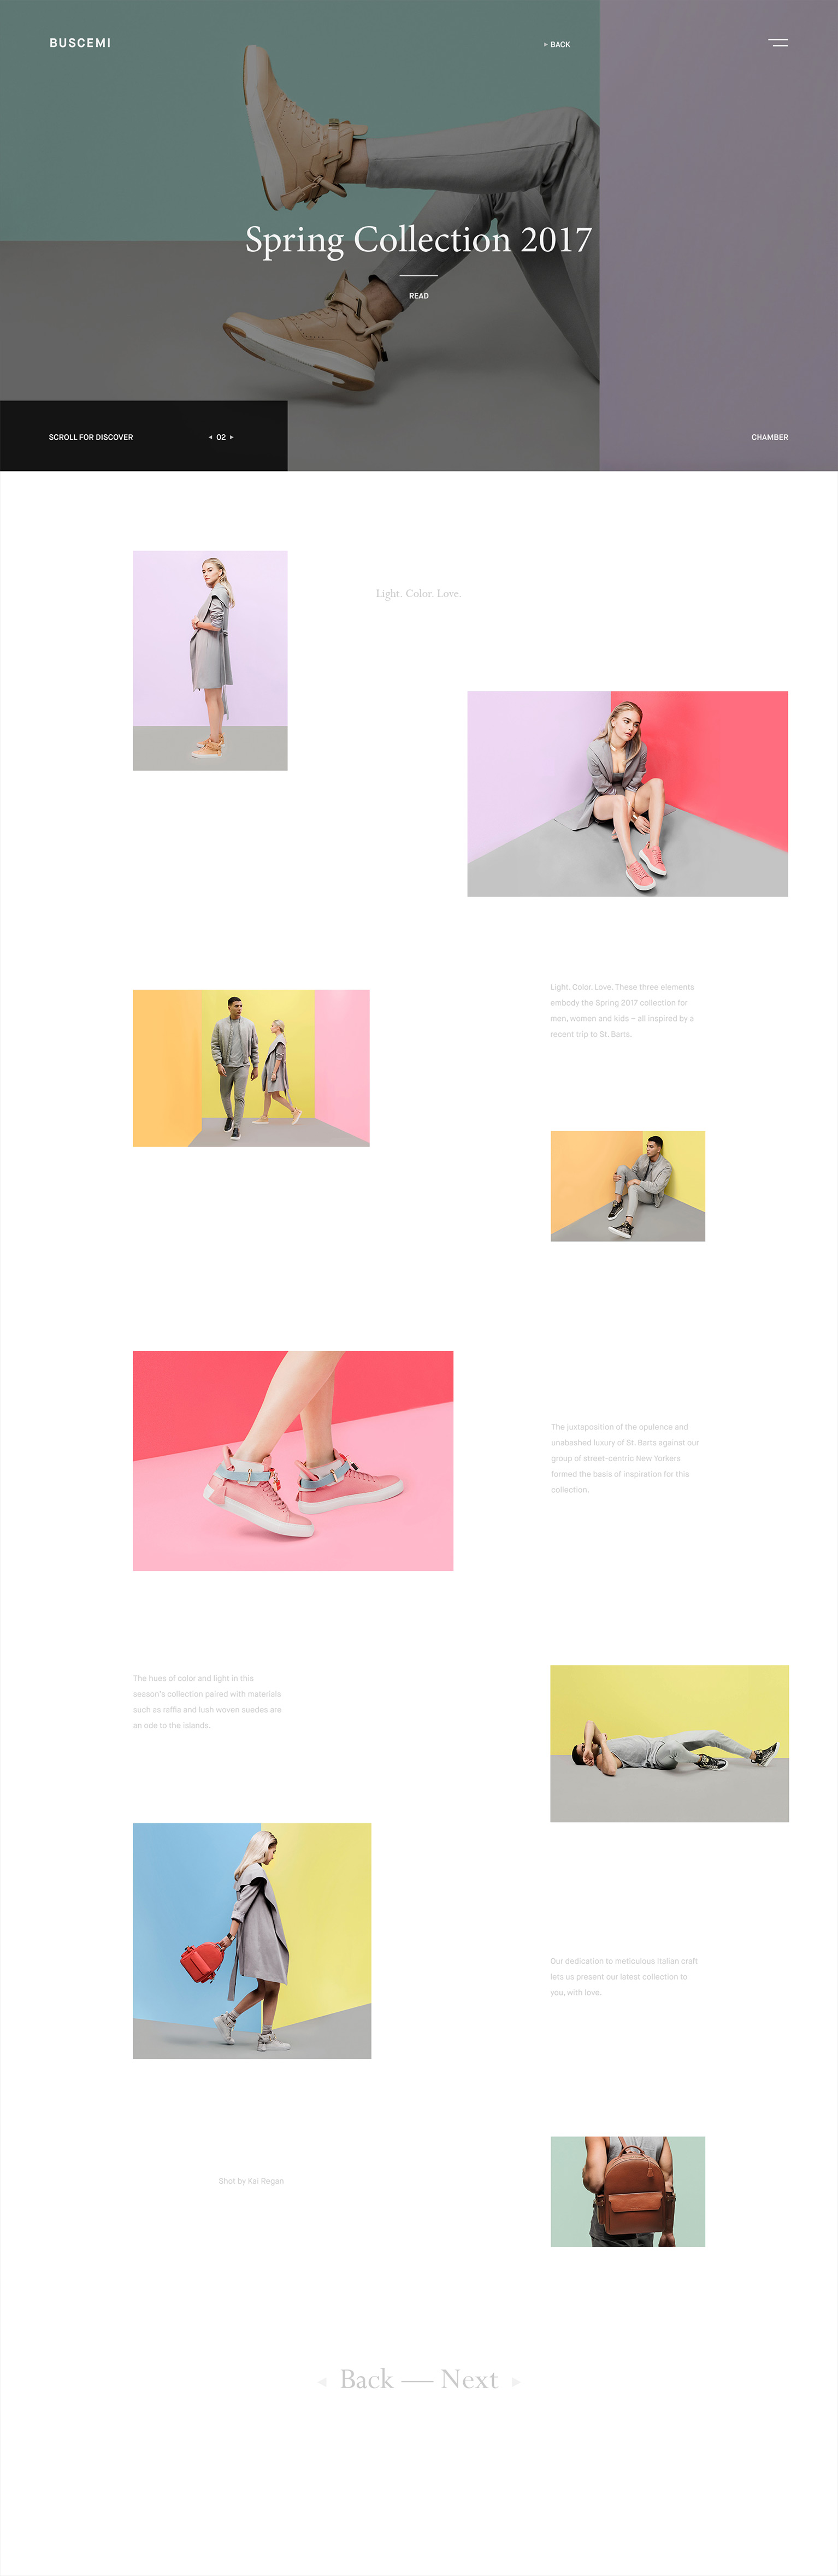 BUSCEMI
BACK
Spring Collection 2017
READ
SCROLL FOR DISCOVER
02
CHAMBER
Light. Color. Love.
Light. Color. Love. These three elements
embody the Spring 2017 collection for
men, women and kids – all inspired by a
recent trip to St. Barts.
The juxtaposition of the opulence and
unabashed luxury of St. Barts against our
group of street-centric New Yorkers
formed the basis of inspiration for this
collection.
The hues of color and light in this
season's collection paired with materials
such as raffia and lush woven suedes are
an ode to the islands.
Our dedication to meticulous Italian craft
lets us present our latest collection to
you, with love.
Shot by Kai Regan
Back — Next